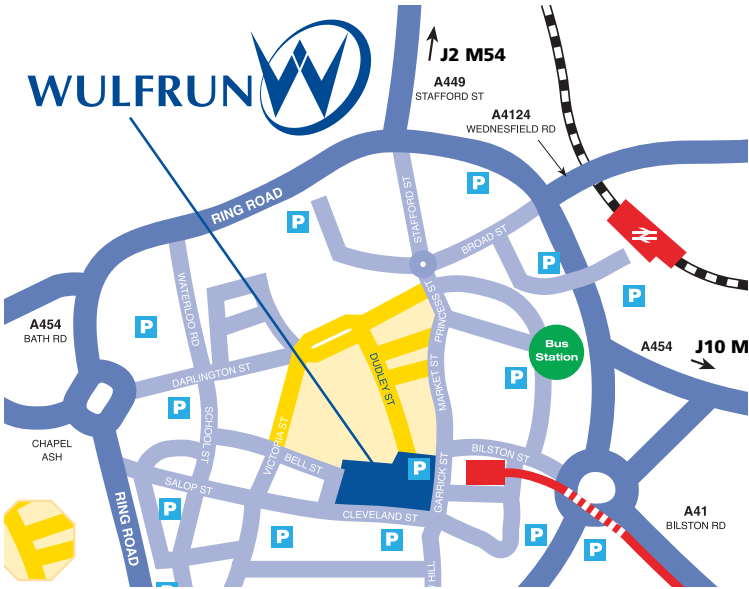 J2 M54
A449
STAFFORD ST
WULFRUN
A4124
WEDNESFIELD RD
P
P
RING ROAD
STAFFORD ST
BROAD ST
P
P
WATERLOO RD
PRINCESS ST
A454
BATH RD
P
Bus
Station
A454
J10 M
DARLINGTON ST
DUDLEY ST
MARKET ST
P
P
SCHOOL ST
VICTORIA ST
CHAPEL
ASH
BELL ST
P
GARRICK ST
BILSTON ST
SALOP ST
RING ROAD
P
CLEVELAND ST
A41
BILSTON RD
P
P
P
P
HILL
P